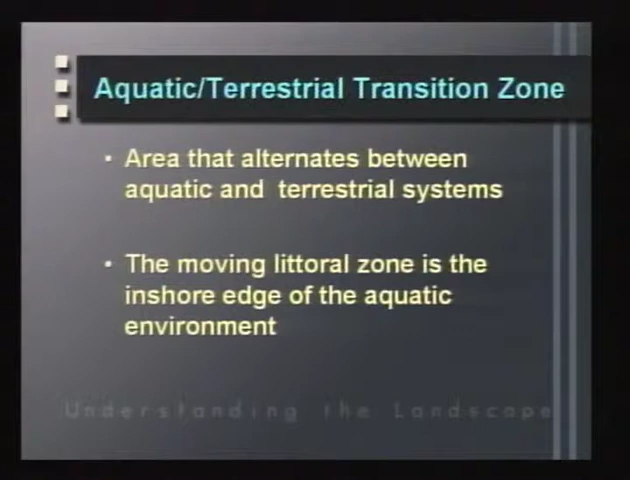 Aquatic/Terrestrial Transition Zone
• Area that alternates between
aquatic and terrestrial systems
• The moving littoral zone is the
inshore edge of the aquatic
environment
Understanding the Landscape